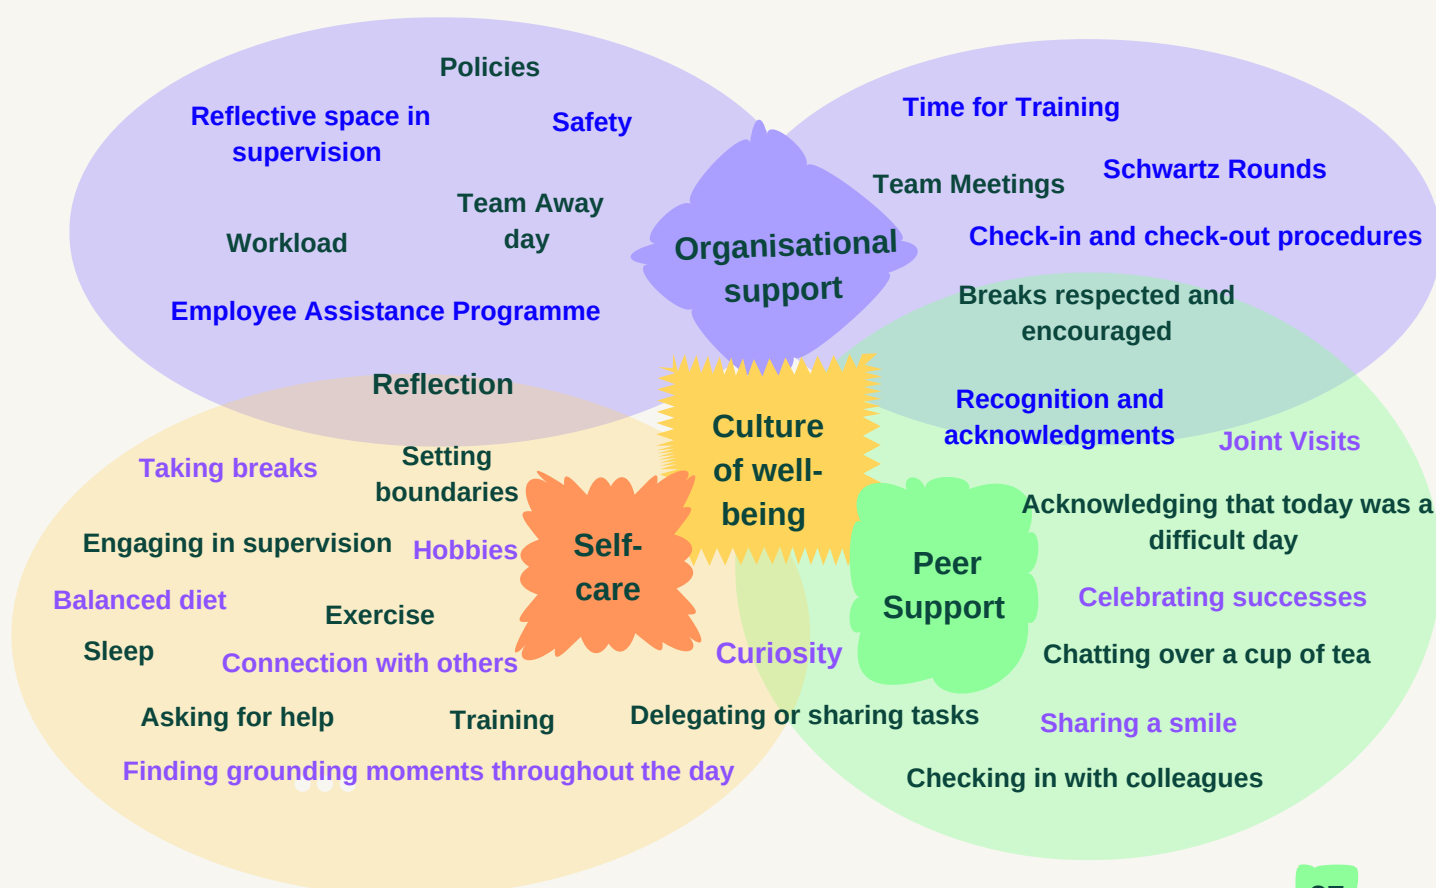 Policies
Reflective space in
supervision
Safety
Team Away
day
Workload
Employee Assistance Programme
Reflection
Time for Training
Schwartz Rounds
Team Meetings
Check-in and check-out procedures
Breaks respected and
encouraged
Recognition and
acknowledgments
Organisational
support
Culture
of well-
being
Self-
care
Peer
Support
Taking breaks
Setting
boundaries
Engaging in supervision
Hobbies
Balanced diet
Exercise
Sleep
Connection with others
Asking for help
Training
Finding grounding moments throughout the day
Curiosity
Delegating or sharing tasks
Joint Visits
Acknowledging that today was a
difficult day
Celebrating successes
Chatting over a cup of tea
Sharing a smile
Checking in with colleagues